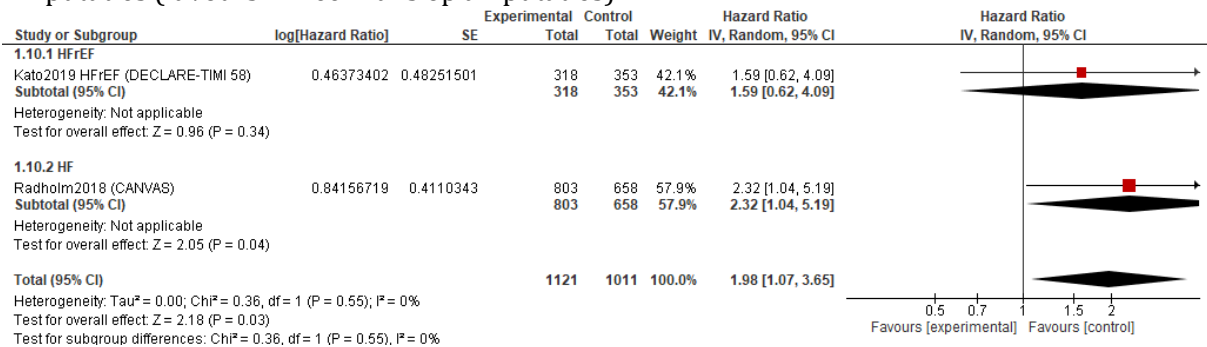 Experimental Control Hazard Ratio Hazard Ratio
Study or Subgroup log[Hazard Ratio] SE Total Total Weight IV, Random, 95% CI IV, Random, 95% CI
1.10.1 HFrEF
Kato2019 HFrEF (DECLARE-TIMI 58) 0.46373402 0.48251501 318 353 42.1% 1.59 [0.62, 4.09]
Subtotal (95% CI) 318 353 42.1% 1.59 [0.62, 4.09]
Heterogeneity: Not applicable
Test for overall effect: Z = 0.96 (P = 0.34)
1.10.2 HF
Radholm2018 (CANVAS) 0.84156719 0.4110343 803 658 57.9% 2.32 [1.04, 5.19]
Subtotal (95% CI) 803 658 57.9% 2.32 [1.04, 5.19]
Heterogeneity: Not applicable
Test for overall effect: Z = 2.05 (P = 0.04)
Total (95% CI) 1121 1011 100.0% 1.98 [1.07, 3.65]
Heterogeneity: Tau² = 0.00; Chi² = 0.36, df = 1 (P = 0.55); I² = 0%
Test for overall effect: Z = 2.18 (P = 0.03)
Test for subgroup differences: Chi² = 0.36, df = 1 (P = 0.55), I² = 0%
0.5 0.7 1 1.5 2
Favours [experimental] Favours [control]